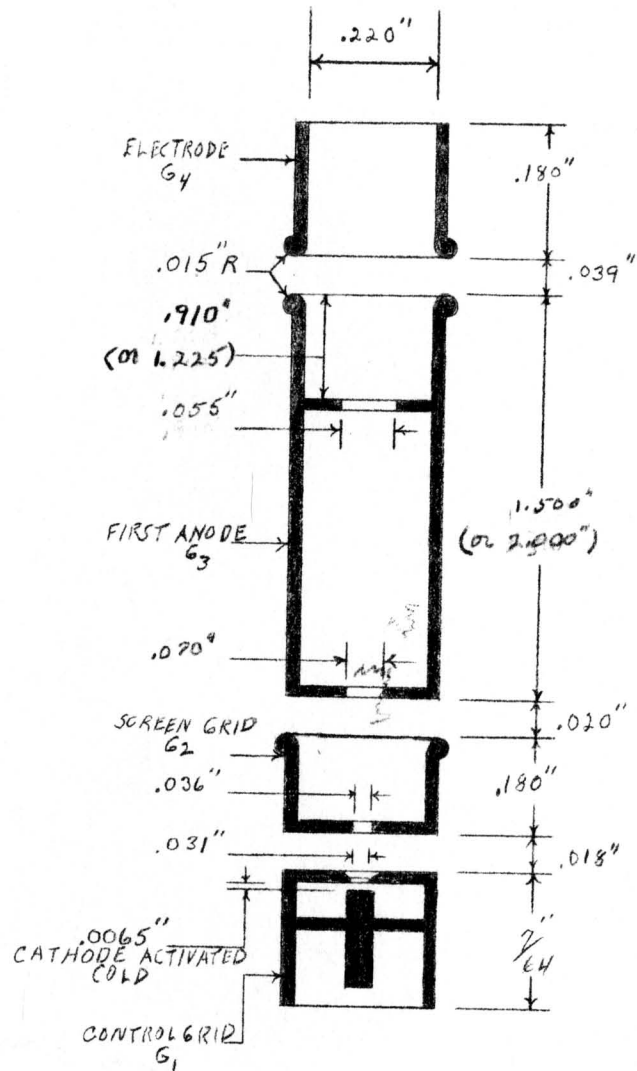 .220"
ELECTRODE
G4
.180"
.015" R
.039"
.910"
(or 1.225)
.055"
1.500"
(or 2.000")
FIRST ANODE
G3
.070"
.020"
SCREEN GRID
G2
.036"
.180"
.031"
.018"
.0065"
CATHODE ACTIVATED
COLD
7/64"
CONTROL GRID
G1